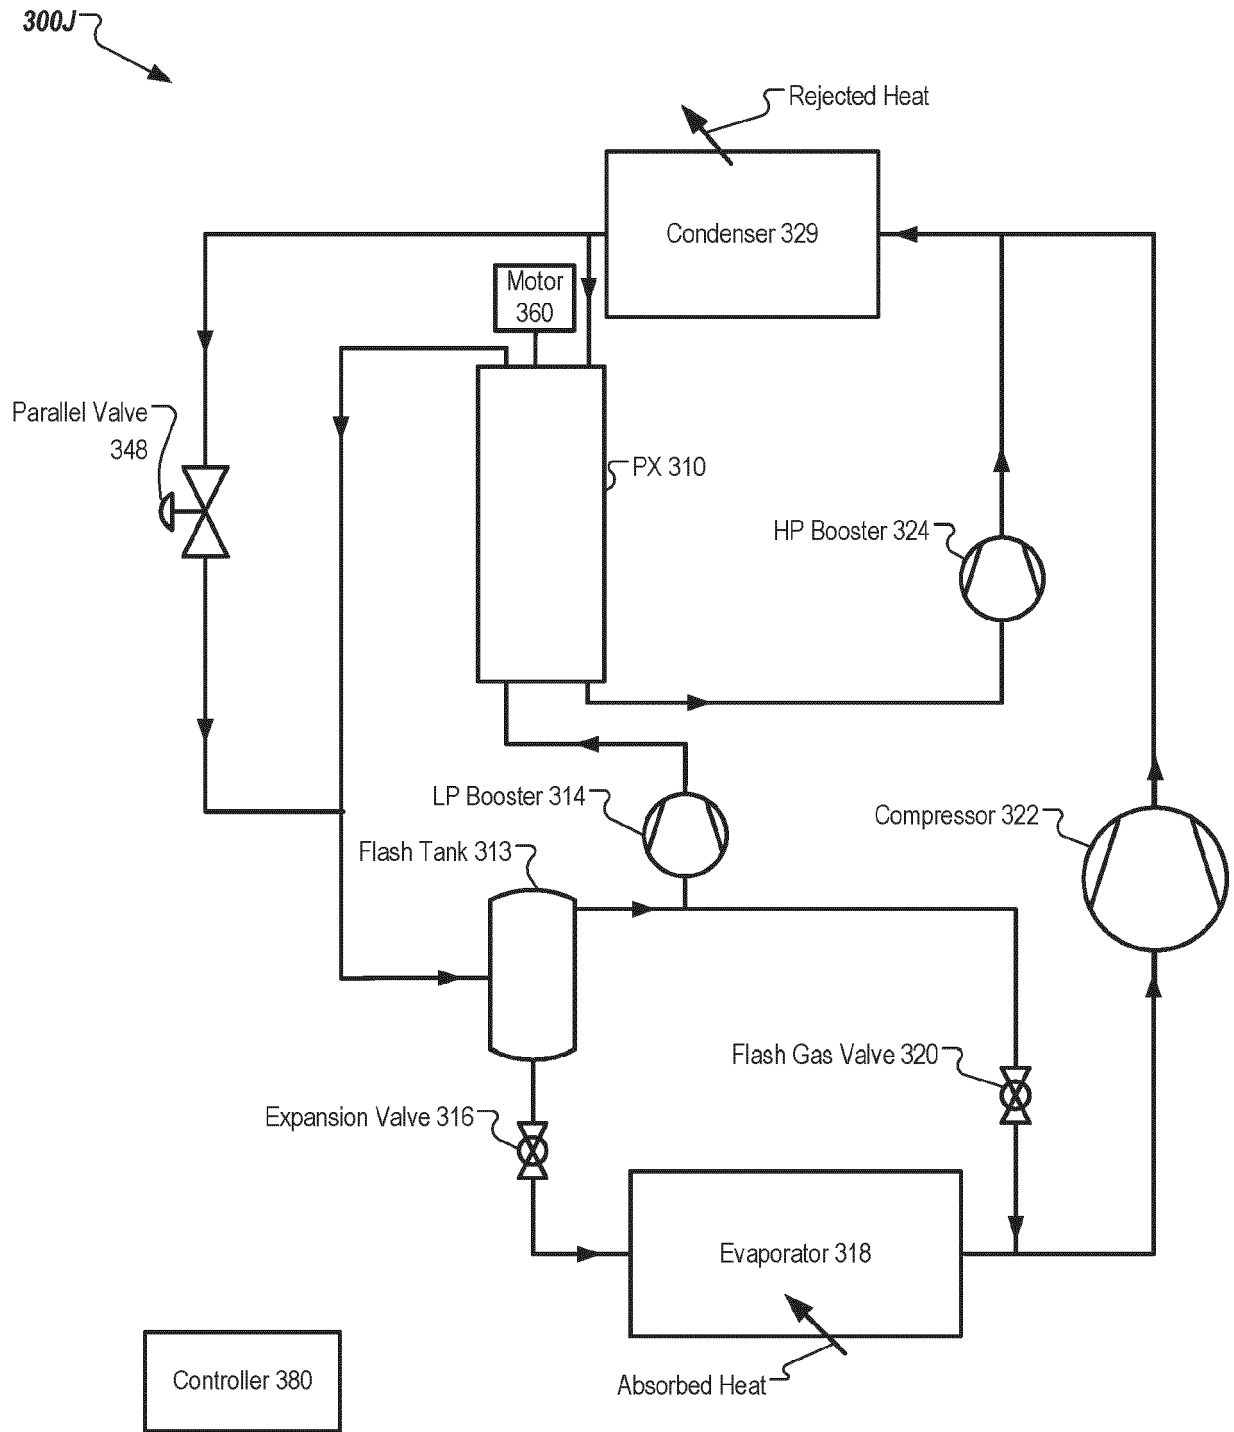 300J
Rejected Heat
Condenser 329
Motor
360
Parallel Valve
348
PX 310
HP Booster 324
LP Booster 314
Compressor 322
Flash Tank 313
Flash Gas Valve 320
Expansion Valve 316
Evaporator 318
Controller 380
Absorbed Heat